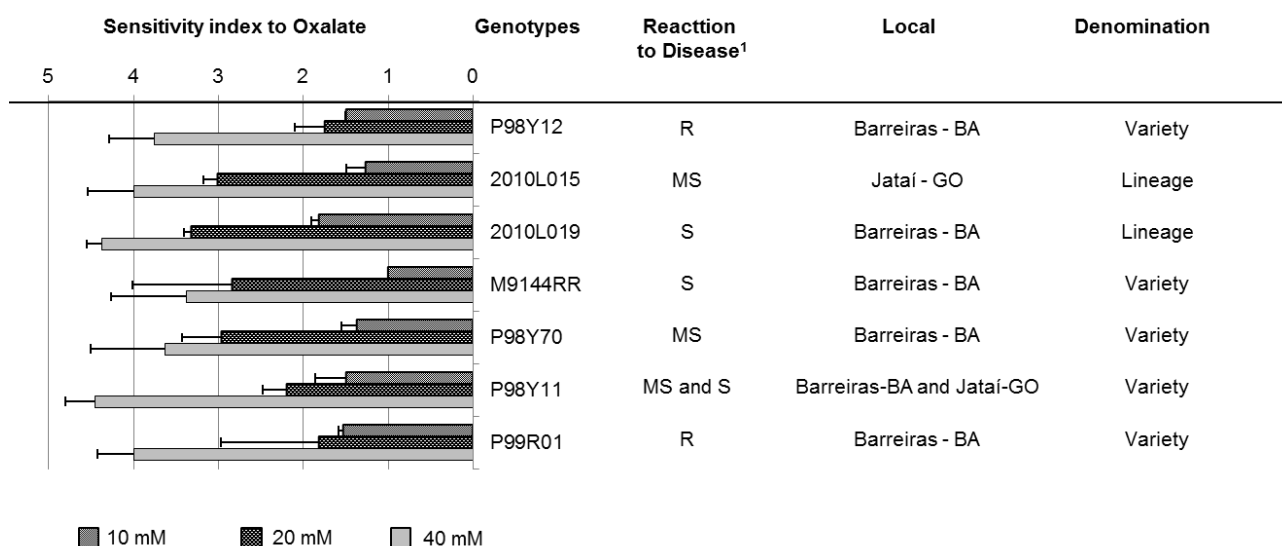 Sensitivity index to Oxalate Genotypes Reacttion to Disease1 Local Denomination
5 4 3 2 1 0
P98Y12 R Barreiras - BA Variety
2010L015 MS Jataí - GO Lineage
2010L019 S Barreiras - BA Lineage
M9144RR S Barreiras - BA Variety
P98Y70 MS Barreiras - BA Variety
P98Y11 MS and S Barreiras-BA and Jataí-GO Variety
P99R01 R Barreiras - BA Variety
10 mM 20 mM 40 mM